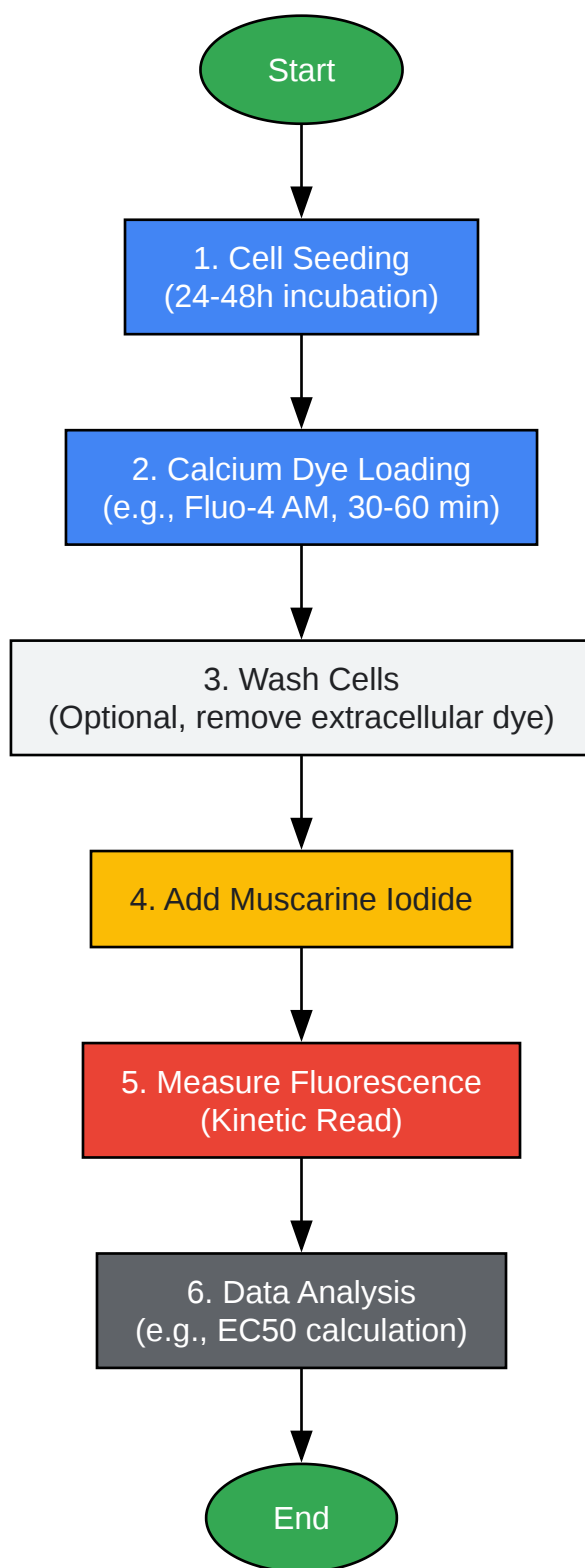 Start
1. Cell Seeding
(24-48h incubation)
2. Calcium Dye Loading
(e.g., Fluo-4 AM, 30-60 min)
3. Wash Cells
(Optional, remove extracellular dye)
4. Add Muscarine Iodide
5. Measure Fluorescence
(Kinetic Read)
6. Data Analysis
(e.g., EC50 calculation)
End